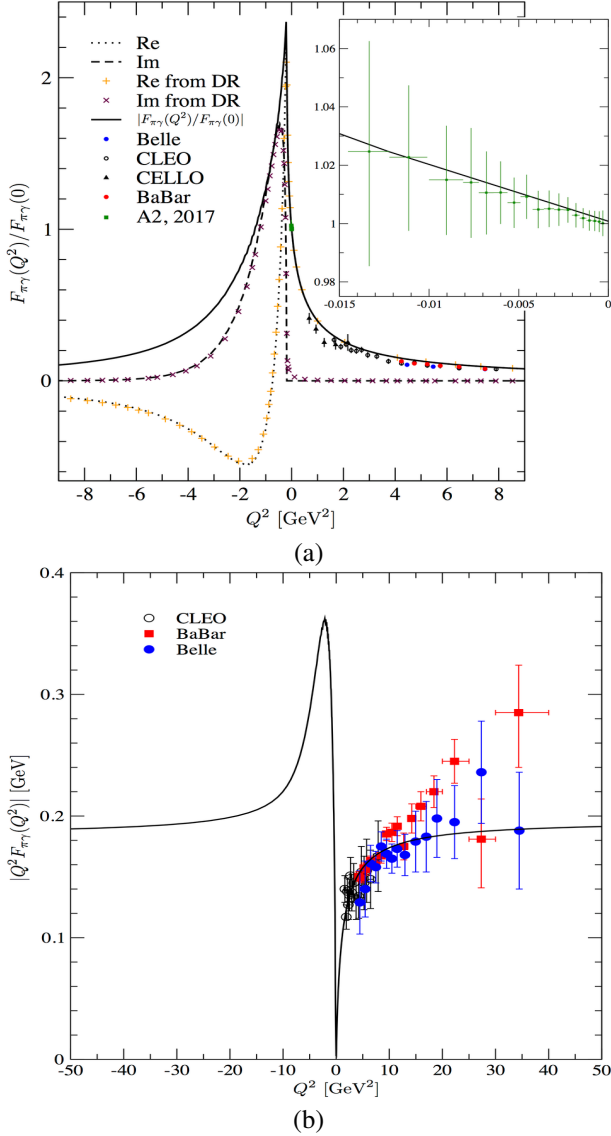 Re
Im
Re from DR
Im from DR
|Fπγ(Q²)/Fπγ(0)|
Belle
CLEO
CELLO
BaBar
A2, 2017
Fπγ(Q²)/Fπγ(0)
2
1
0
1.06
1.04
1.02
1
0.98
-0.015 -0.01 -0.005 0
-8 -6 -4 -2 0 2 4 6 8
Q² [GeV²]
(a)
CLEO
BaBar
Belle
|Q²Fπγ(Q²)| [GeV]
0.4
0.3
0.2
0.1
0
-50 -40 -30 -20 -10 0 10 20 30 40 50
Q² [GeV²]
(b)